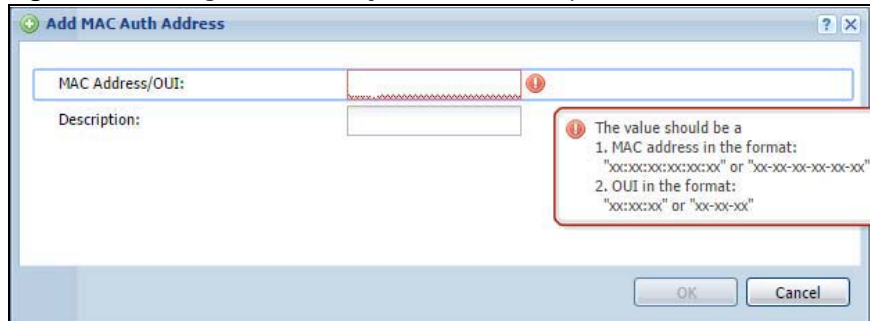 Add MAC Auth Address
MAC Address/OUI:
Description:
The value should be a
1. MAC address in the format:
"xx:xx:xx:xx:xx:xx" or "xx-xx-xx-xx-xx-xx"
2. OUI in the format:
"xx:xx:xx" or "xx-xx-xx"
OK
Cancel